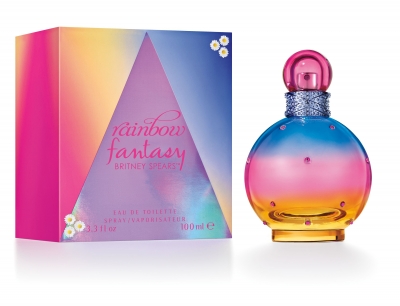 rainbow
fantasy
BRITNEY SPEARS
EAU DE TOILETTE
SPRAY/VAPORISATEUR
3.3 fl oz 100 ml ℮